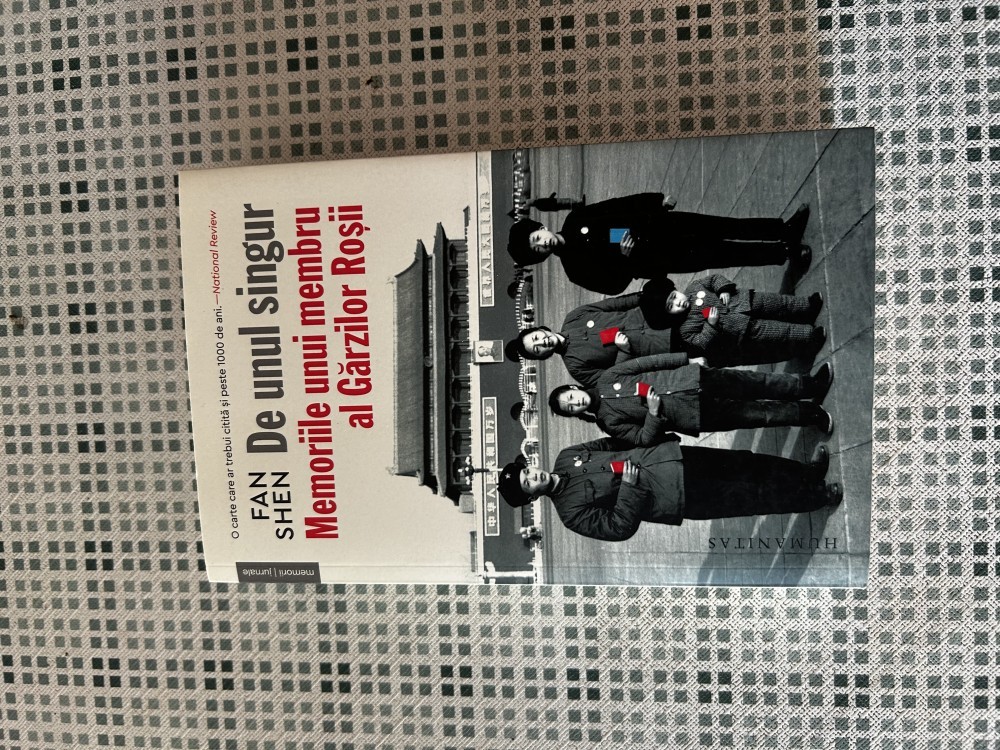 O carte care ar trebui citită și peste 1000 de ani. —National Review
FAN
SHEN
De unul singur
Memoriile unui membru
al Gărzilor Roșii
memorii | jurnale
HUMANITAS